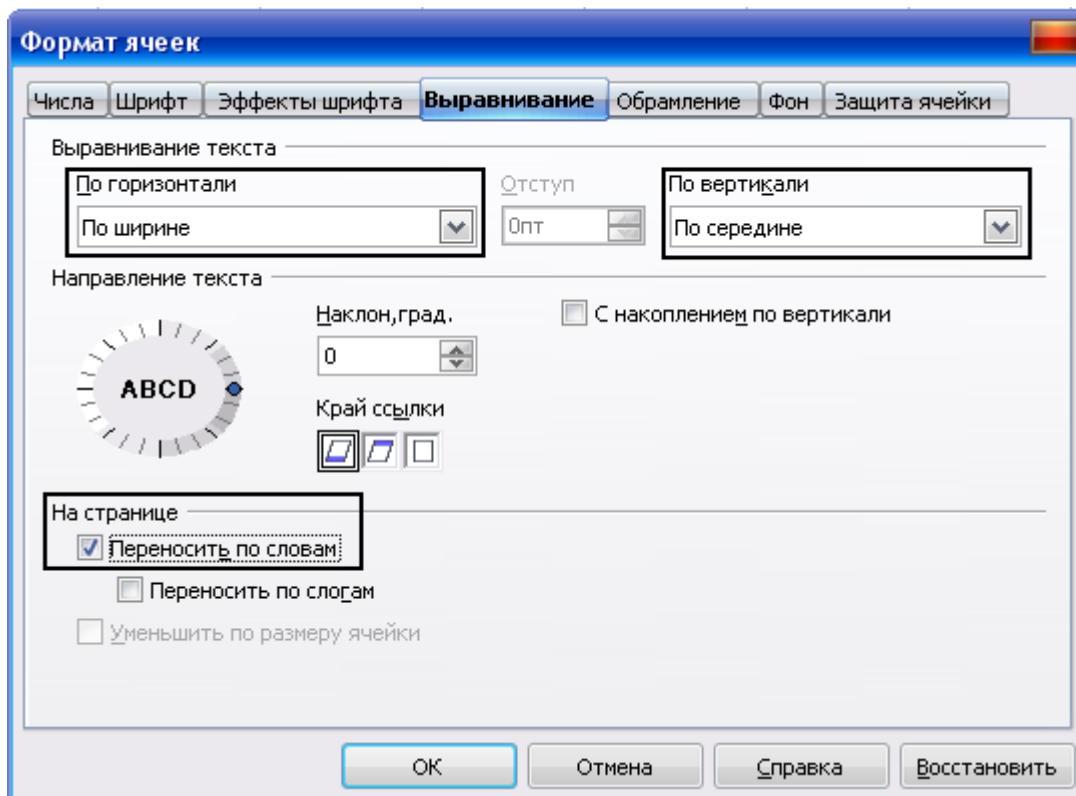 Формат ячеек
Числа Шрифт Эффекты шрифта Выравнивание Обрамление Фон Защита ячейки
Выравнивание текста
По горизонтали Отступ По вертикали
По ширине 0пт По середине
Направление текста
Наклон,град. С накоплением по вертикали
0
ABCD
Край ссылки
На странице
Переносить по словам
Переносить по слогам
Уменьшить по размеру ячейки
ОК Отмена Справка Восстановить